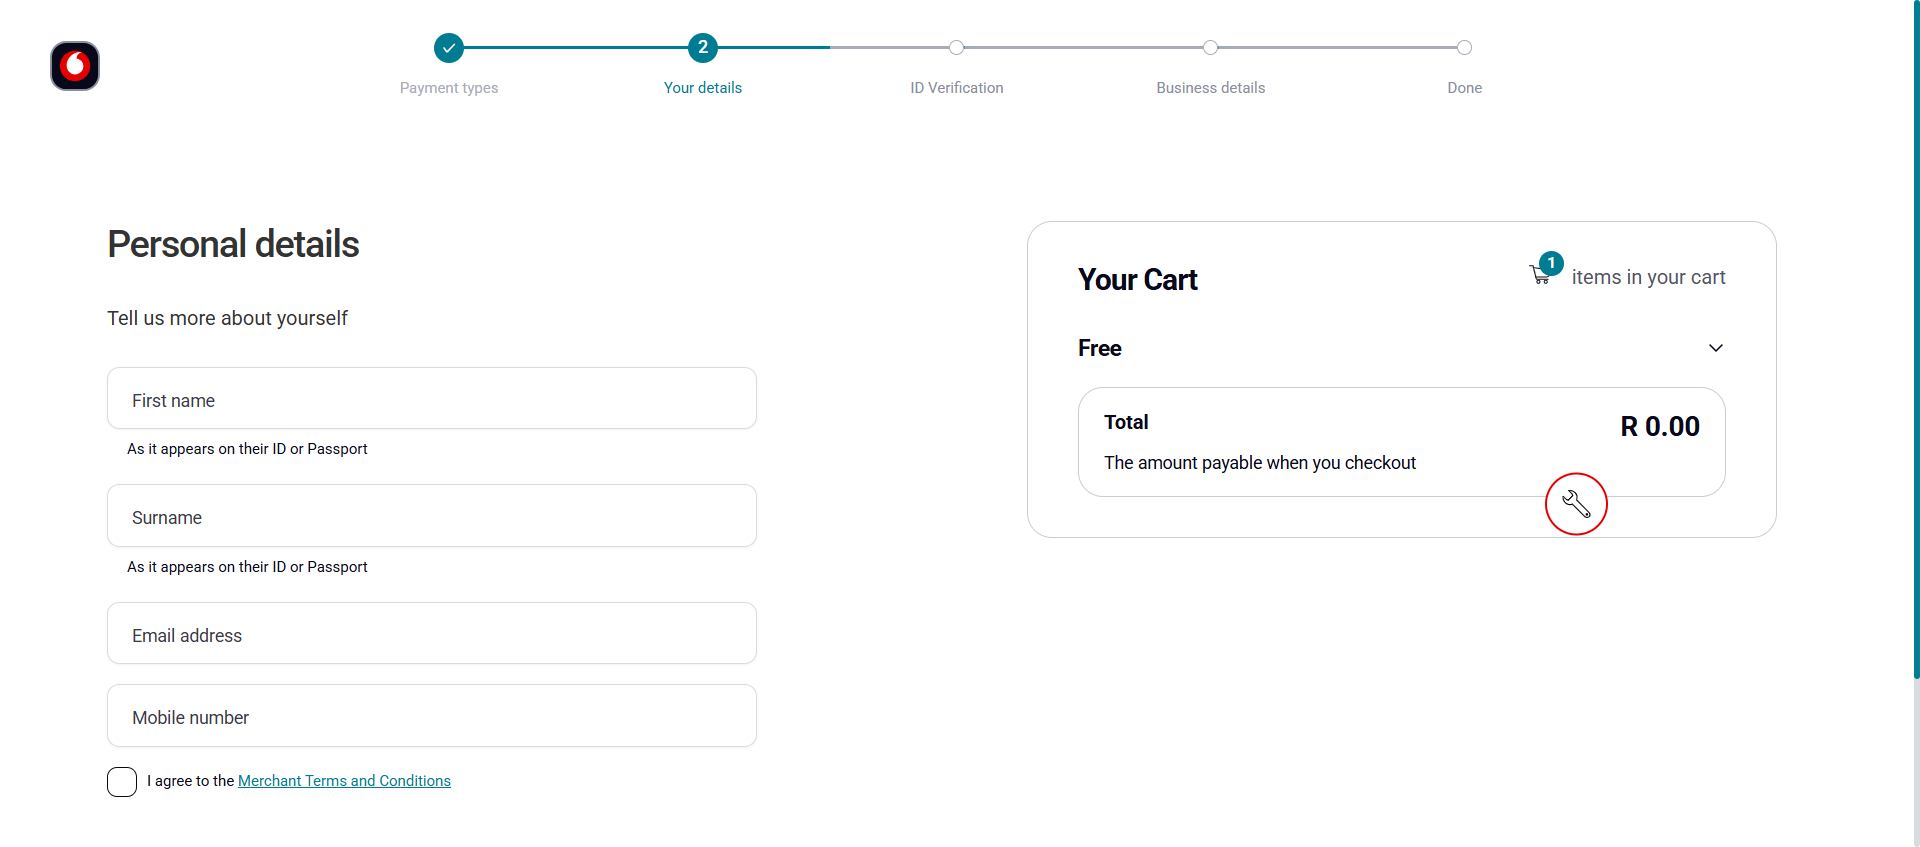 2
Payment types
Your details
ID Verification
Business details
Done
Personal details
Tell us more about yourself
First name
As it appears on their ID or Passport
Surname
As it appears on their ID or Passport
Email address
Mobile number
I agree to the Merchant Terms and Conditions
Your Cart
1
items in your cart
Free
Total
R 0.00
The amount payable when you checkout